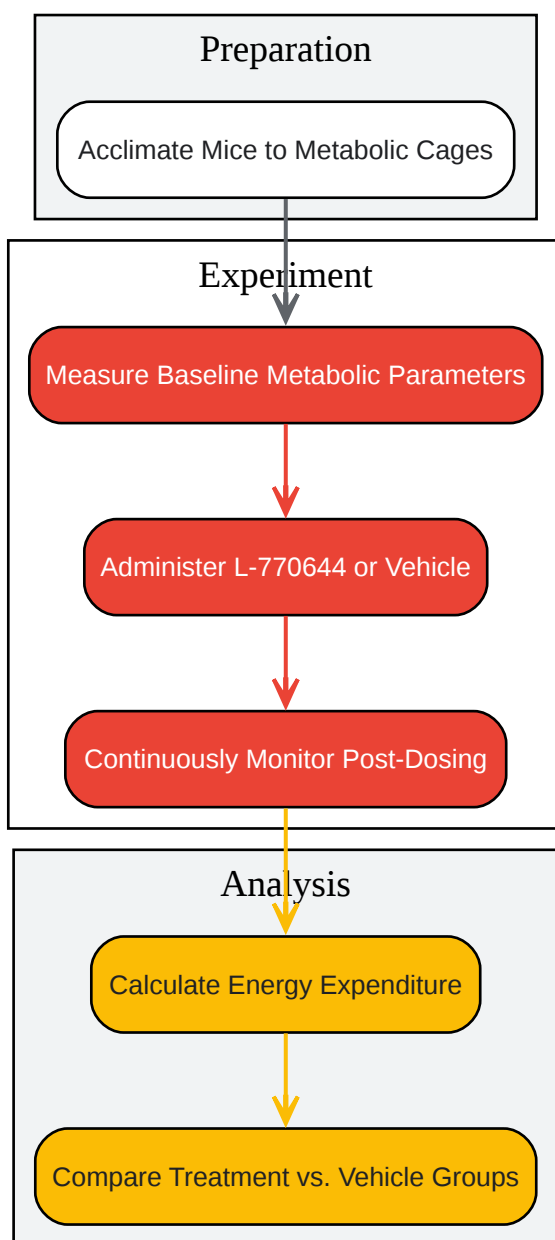 Preparation
Acclimate Mice to Metabolic Cages
Experiment
Measure Baseline Metabolic Parameters
Administer L-770644 or Vehicle
Continuously Monitor Post-Dosing
Analysis
Calculate Energy Expenditure
Compare Treatment vs. Vehicle Groups